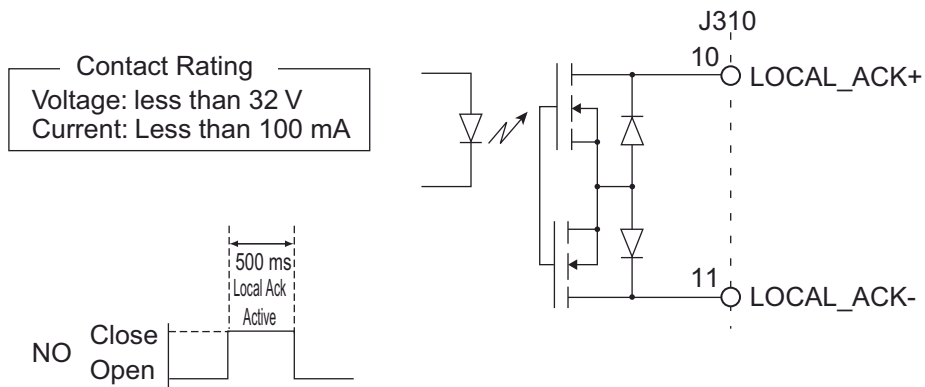 Contact Rating
Voltage: less than 32 V
Current: Less than 100 mA
J310
10
LOCAL_ACK+
11
LOCAL_ACK-
500 ms
Local Ack
Active
NO
Close
Open